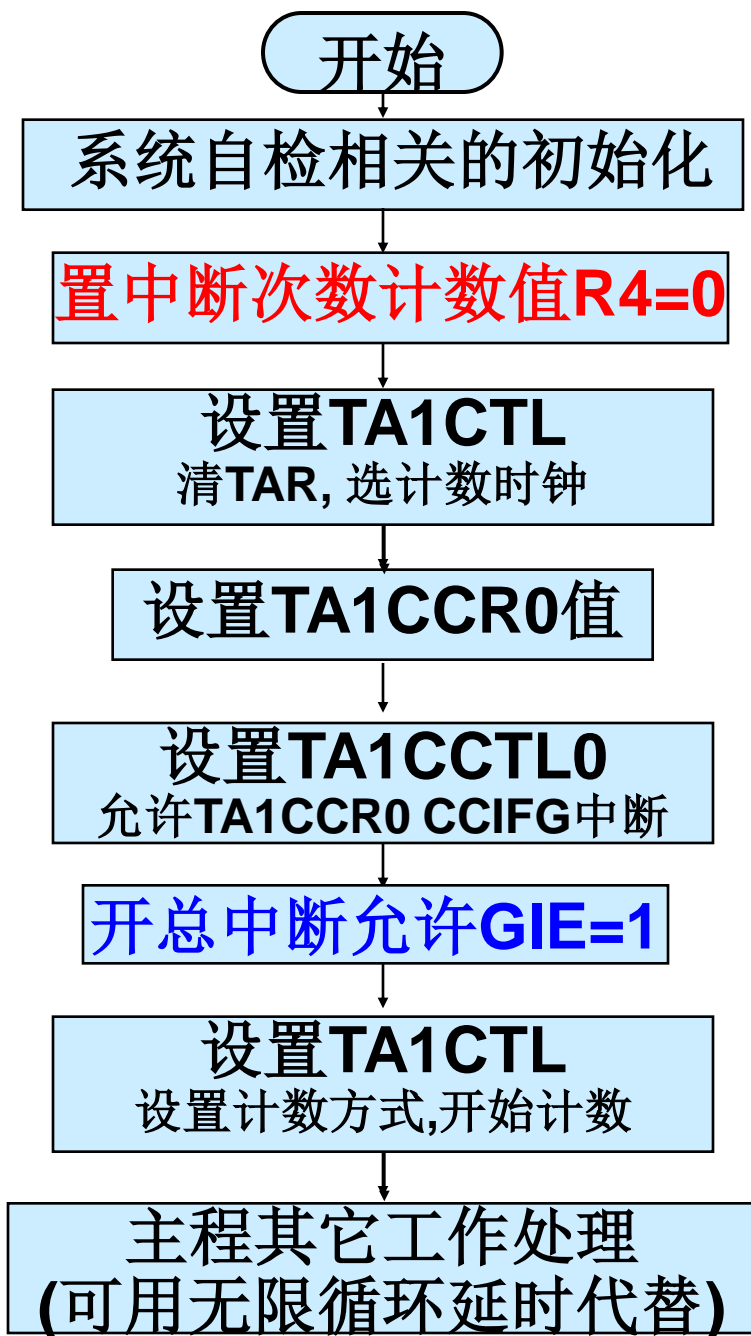 开始
系统自检相关的初始化
置中断次数计数值R4=0
设置TA1CTL
清TAR, 选计数时钟
设置TA1CCR0值
设置TA1CCTL0
允许TA1CCR0 CCIFG中断
开总中断允许GIE=1
设置TA1CTL
设置计数方式,开始计数
主程其它工作处理
(可用无限循环延时代替)